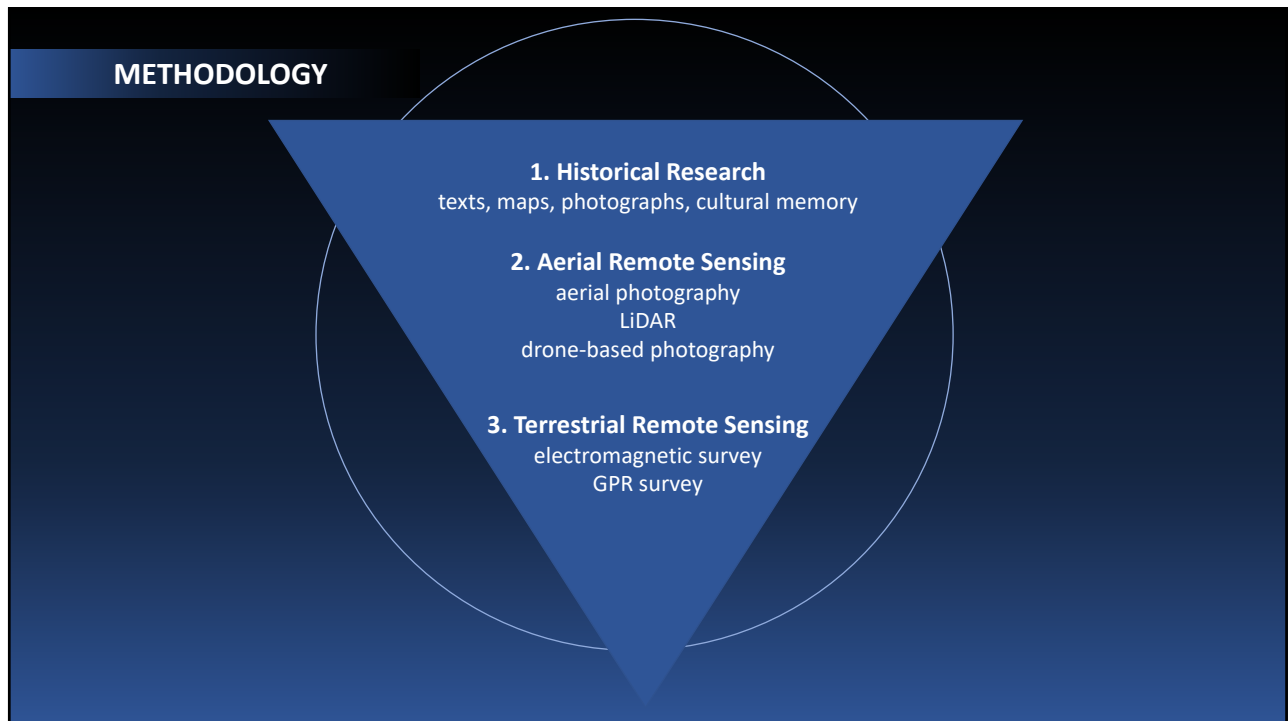 METHODOLOGY
1. Historical Research
texts, maps, photographs, cultural memory
2. Aerial Remote Sensing
aerial photography
LiDAR
drone-based photography
3. Terrestrial Remote Sensing
electromagnetic survey
GPR survey